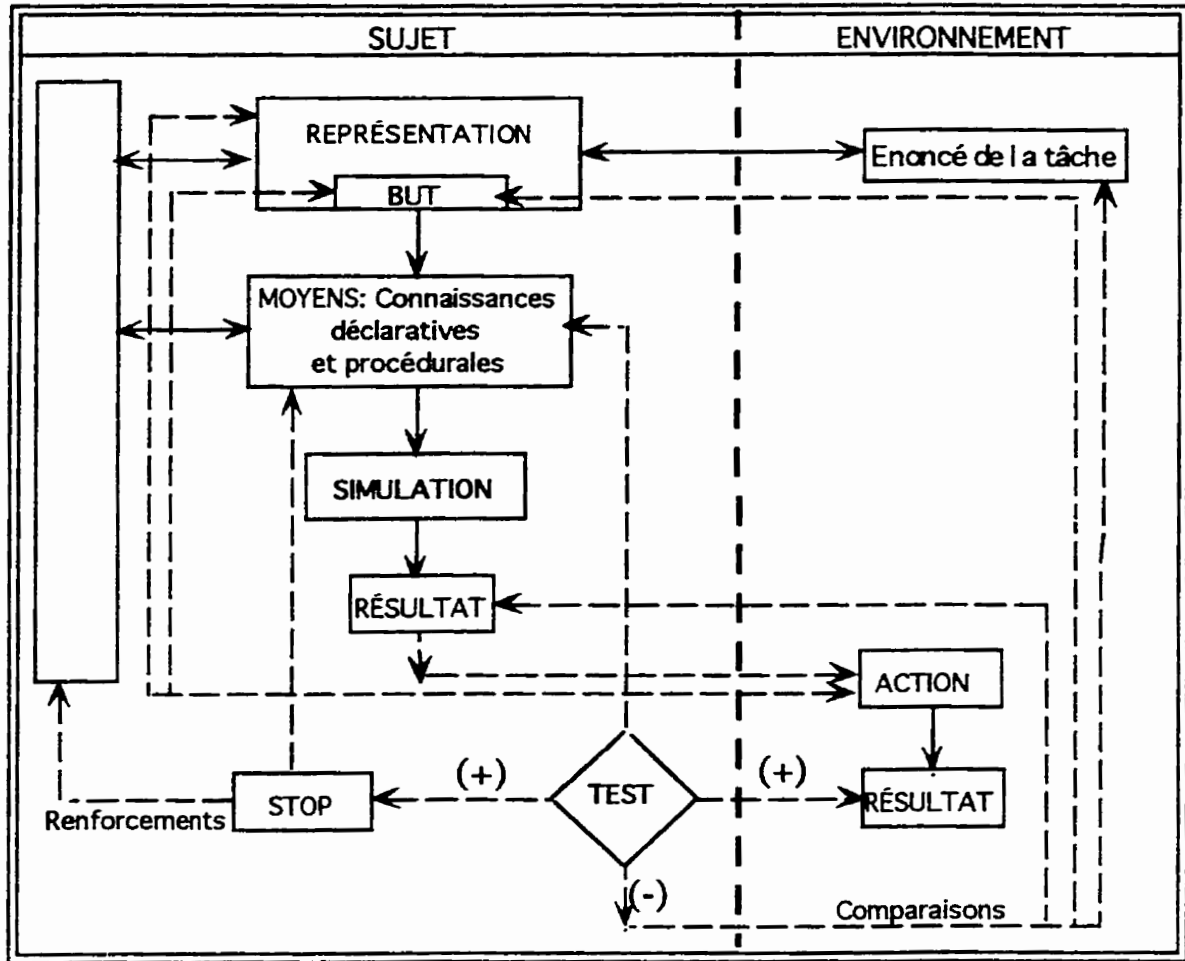 SUJET
ENVIRONNEMENT
REPRÉSENTATION
BUT
Enoncé de la tâche
MOYENS: Connaissances
déclaratives
et procédurales
SIMULATION
RÉSULTAT
ACTION
(+)
TEST
(+)
RÉSULTAT
STOP
Renforcements
(-)
Comparaisons